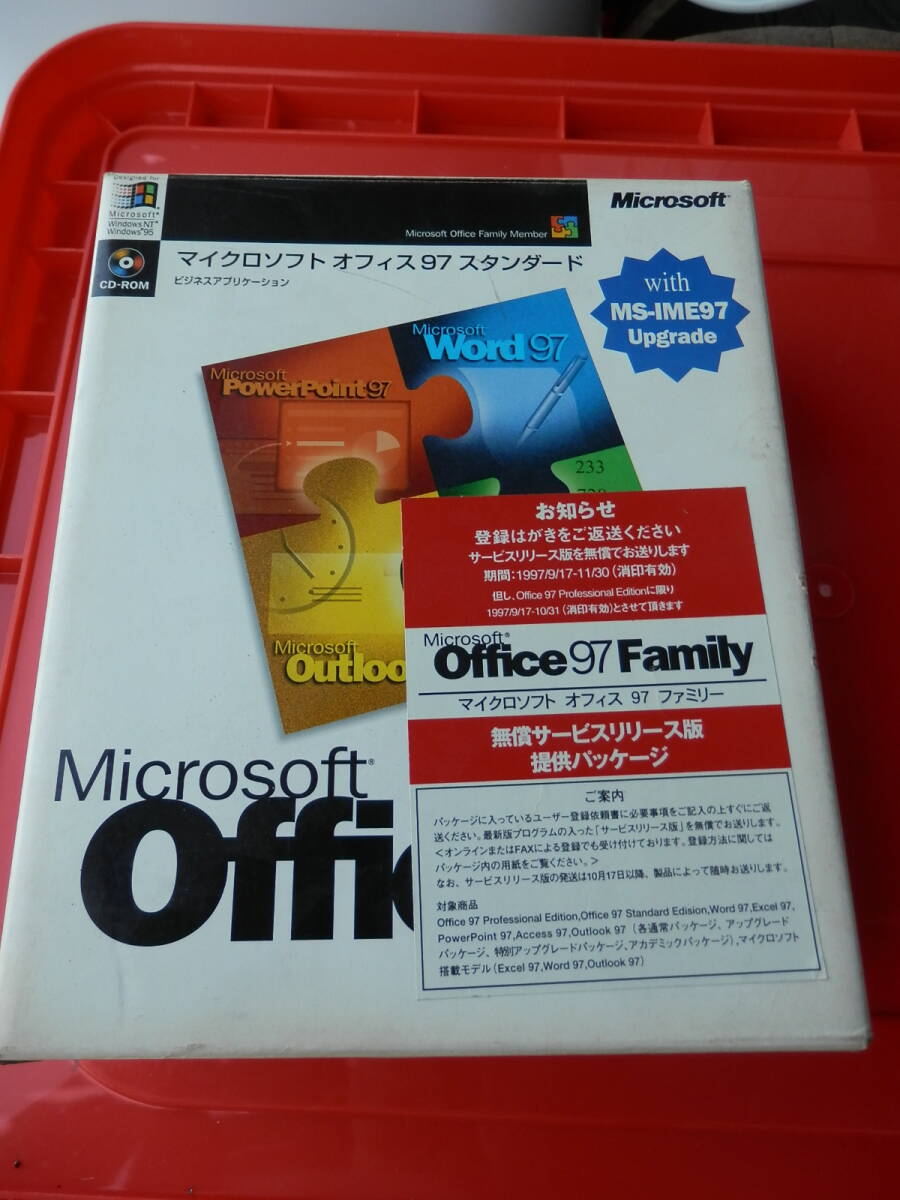 Designed for
Microsoft®
Windows NT®
Windows®95
CD-ROM
Microsoft Office Family Member
Microsoft®
マイクロソフト オフィス 97 スタンダード
ビジネスアプリケーション
with
MS-IME97
Upgrade
Microsoft
Word 97
Microsoft
PowerPoint 97
233
Microsoft
Outloo
Microsoft®
Offi
お知らせ
登録はがきをご返送ください
サービスリリース版を無償でお送りします
期間:1997/9/17-11/30(消印有効)
但し、Office 97 Professional Editionに限り
1997/9/17-10/31(消印有効)とさせて頂きます
Microsoft®
Office 97 Family
マイクロソフト オフィス 97 ファミリー
無償サービスリリース版
提供パッケージ
ご案内
パッケージに入っているユーザー登録依頼書に必要事項をご記入の上すぐにご返
送ください。最新版プログラムの入った「サービスリリース版」を無償でお送りします。
<オンラインまたはFAXによる登録でも受け付けております。登録方法に関しては
パッケージ内の用紙をご覧ください。>
なお、サービスリリース版の発送は10月17日以降、製品によって随時お送りします。
対象商品
Office 97 Professional Edition,Office 97 Standard Edision,Word 97,Excel 97,
PowerPoint 97,Access 97,Outlook 97(各通常パッケージ、アップグレード
パッケージ、特別アップグレードパッケージ、アカデミックパッケージ),マイクロソフト
搭載モデル(Excel 97,Word 97,Outlook 97)